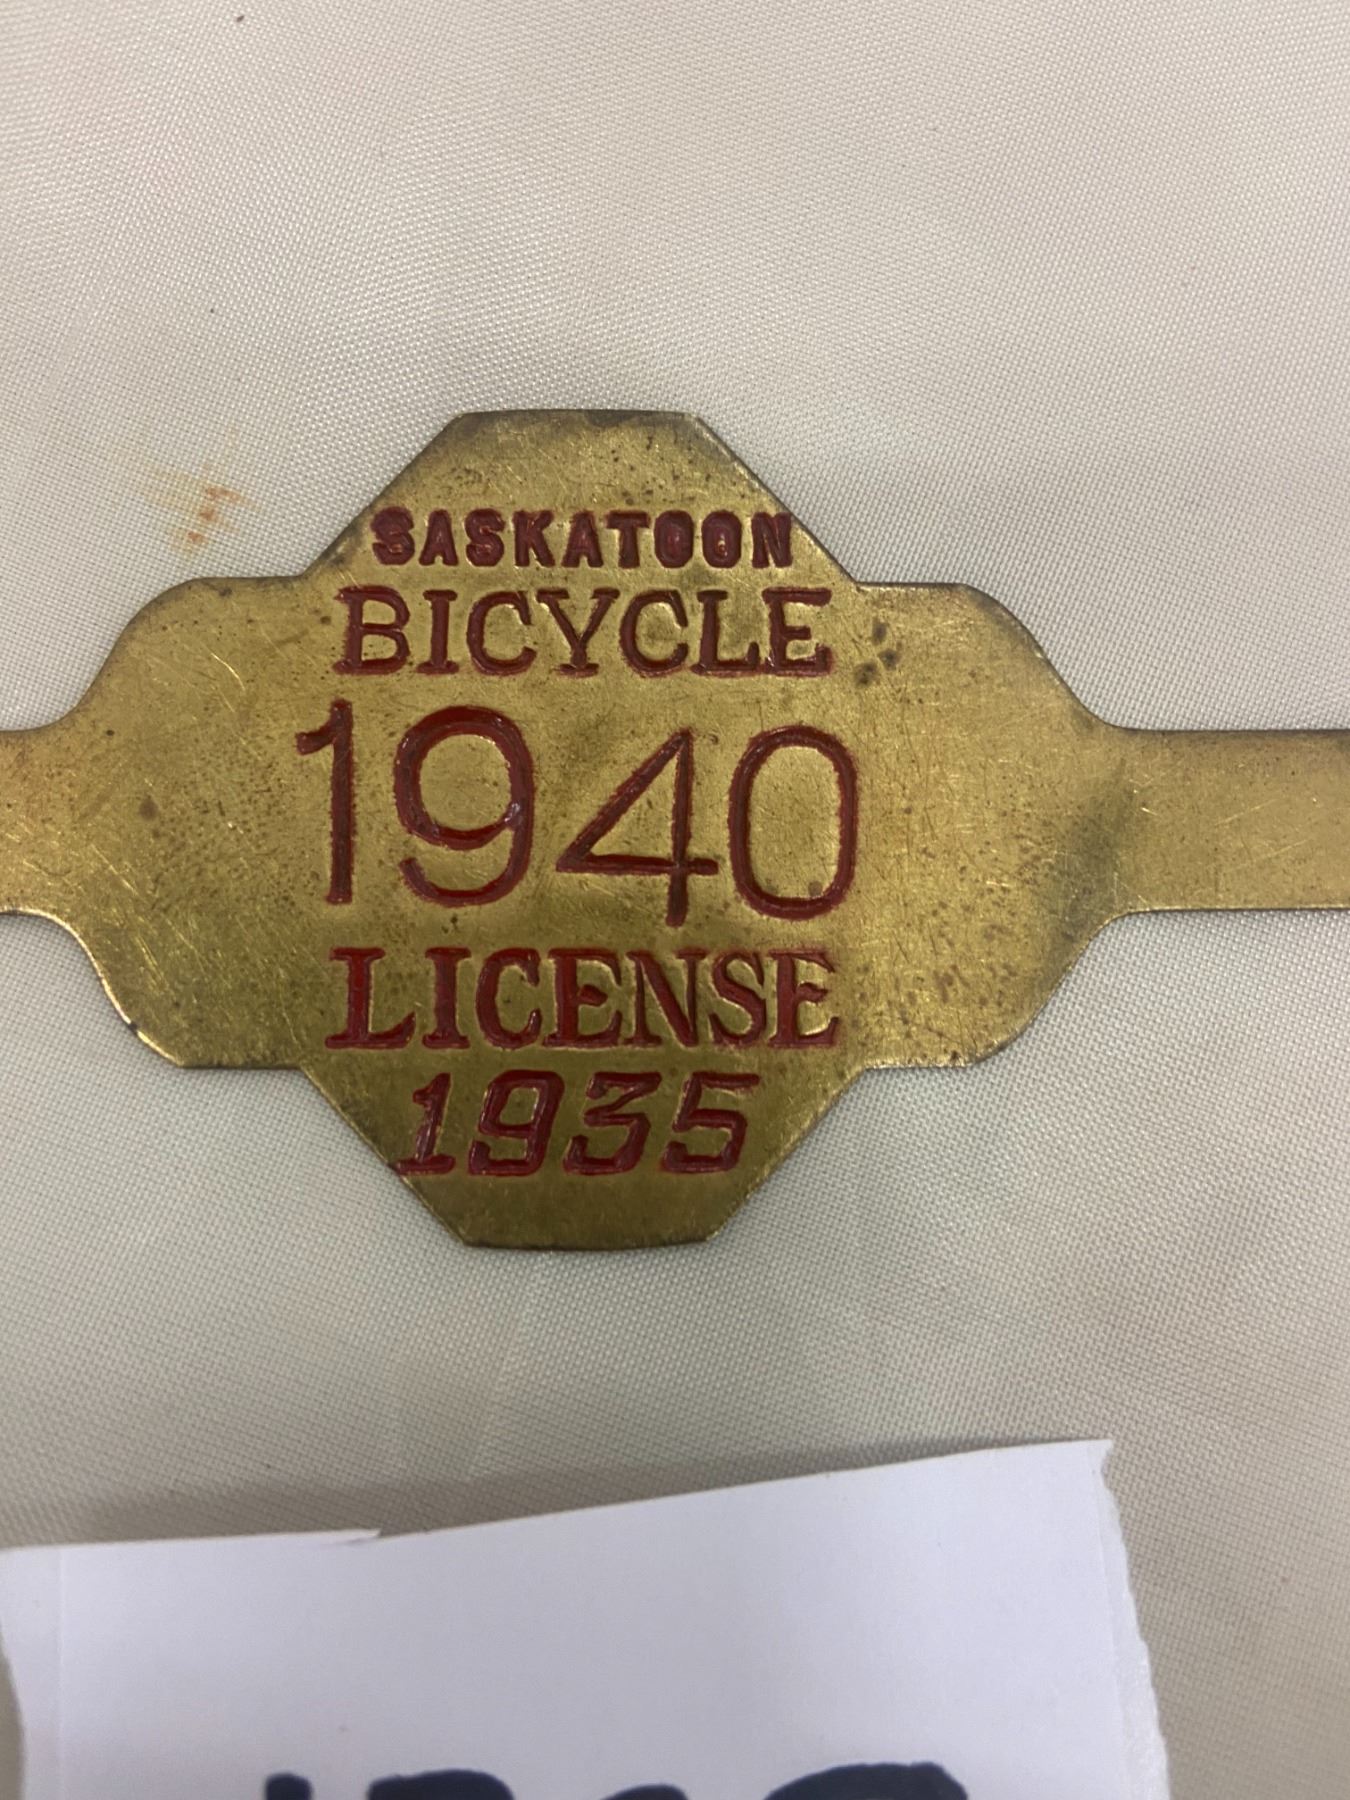 SASKATOON
BICYCLE
1940
LICENSE
1935